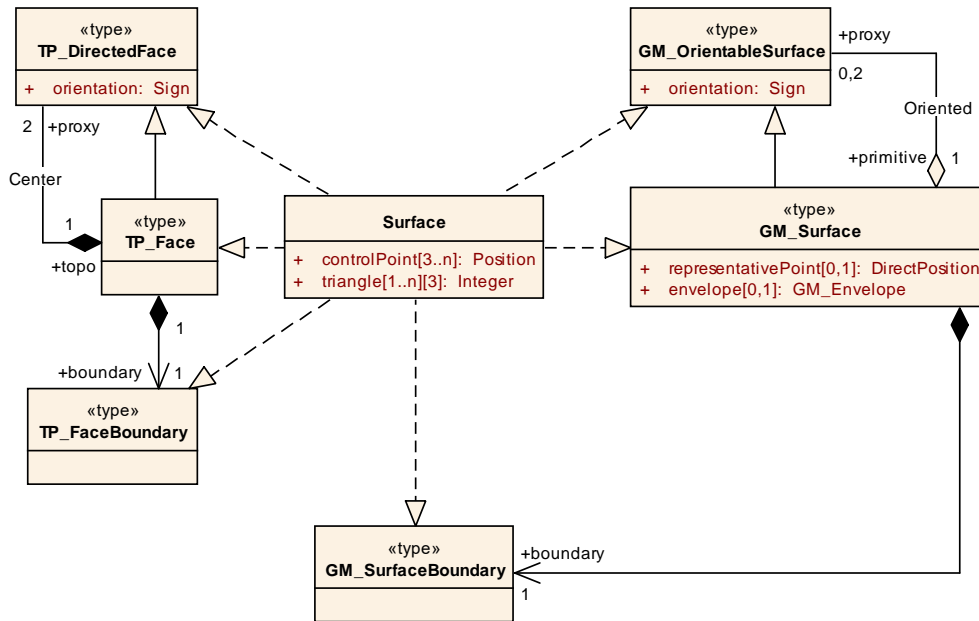 «type»
TP_DirectedFace
+ orientation: Sign
«type»
GM_OrientableSurface
+ orientation: Sign
+proxy
0,2
Oriented
2 +proxy
Center
+primitive 1
1
+topo
«type»
TP_Face
Surface
+ controlPoint[3..n]: Position
+ triangle[1..n][3]: Integer
«type»
GM_Surface
+ representativePoint[0,1]: DirectPosition
+ envelope[0,1]: GM_Envelope
1
+boundary 1
«type»
TP_FaceBoundary
«type»
GM_SurfaceBoundary
+boundary
1